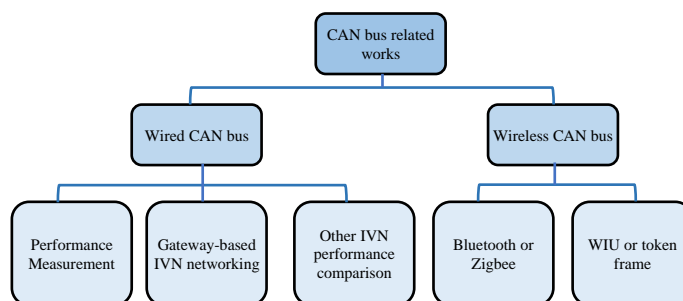 CAN bus related
works
Wired CAN bus
Wireless CAN bus
Performance
Measurement
Gateway-based
IVN networking
Other IVN
performance
comparison
Bluetooth or
Zigbee
WIU or token
frame